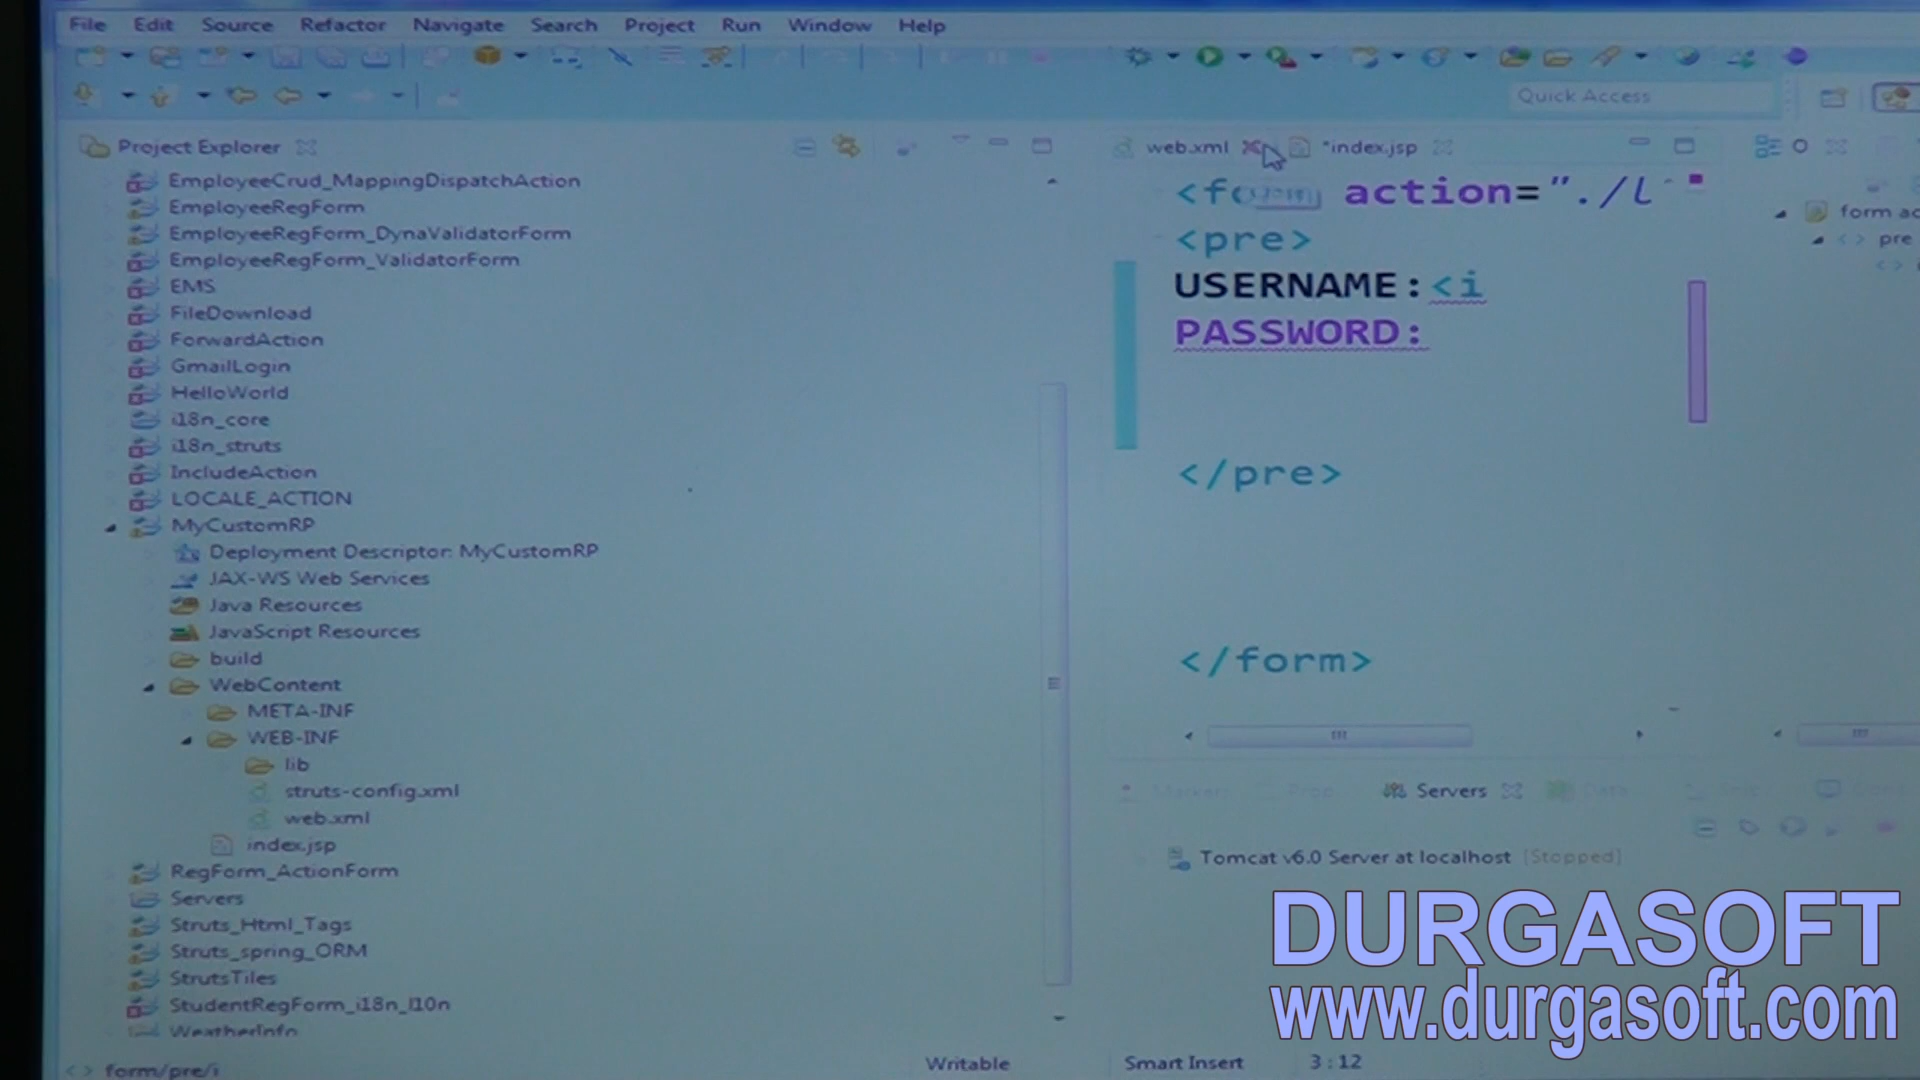 File Edit Source Refactor Navigate Search Project Run Window Help
Quick Access
Project Explorer
web.xml *index.jsp
EmployeeCrud_MappingDispatchAction
EmployeeRegForm
EmployeeRegForm_DynaValidatorForm
EmployeeRegForm_ValidatorForm
EMS
FileDownload
ForwardAction
GmailLogin
HelloWorld
i18n_core
i18n_struts
IncludeAction
LOCALE_ACTION
MyCustomRP
Deployment Descriptor: MyCustomRP
JAX-WS Web Services
Java Resources
JavaScript Resources
build
WebContent
META-INF
WEB-INF
lib
struts-config.xml
web.xml
index.jsp
RegForm_ActionForm
Servers
Struts_Html_Tags
Struts_spring_ORM
StrutsTiles
StudentRegForm_i18n_l10n
WeatherInfo
action="./l
<pre>
USERNAME:<i
PASSWORD:
</pre>
</form>
form ac
pre
Servers
Tomcat v6.0 Server at localhost [Stopped]
form/pre/i
Writable Smart Insert 3 : 12
DURGASOFT
www.durgasoft.com